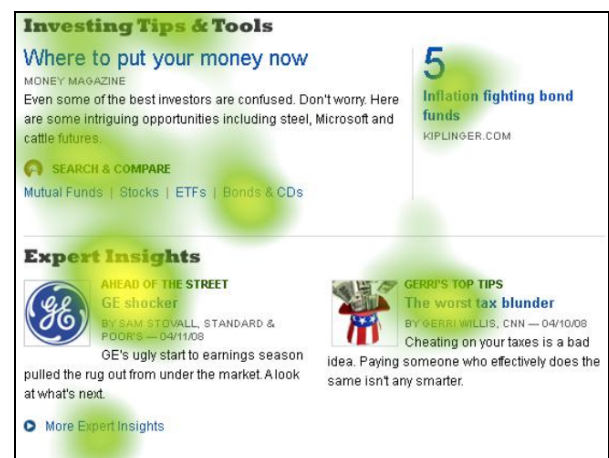 Investing Tips & Tools
Where to put your money now
MONEY MAGAZINE
Even some of the best investors are confused. Don't worry. Here
are some intriguing opportunities including steel, Microsoft and
cattle futures.
SEARCH & COMPARE
Mutual Funds | Stocks | ETFs | Bonds & CDs
5
Inflation fighting bond
funds
KIPLINGER.COM
Expert Insights
GE
AHEAD OF THE STREET
GE shocker
BY SAM STOVALL, STANDARD &
POOR'S — 04/11/08
GE's ugly start to earnings season
pulled the rug out from under the market. A look
at what's next.
More Expert Insights
GERRI'S TOP TIPS
The worst tax blunder
BY GERRI WILLIS, CNN — 04/10/08
Cheating on your taxes is a bad
idea. Paying someone who effectively does the
same isn't any smarter.